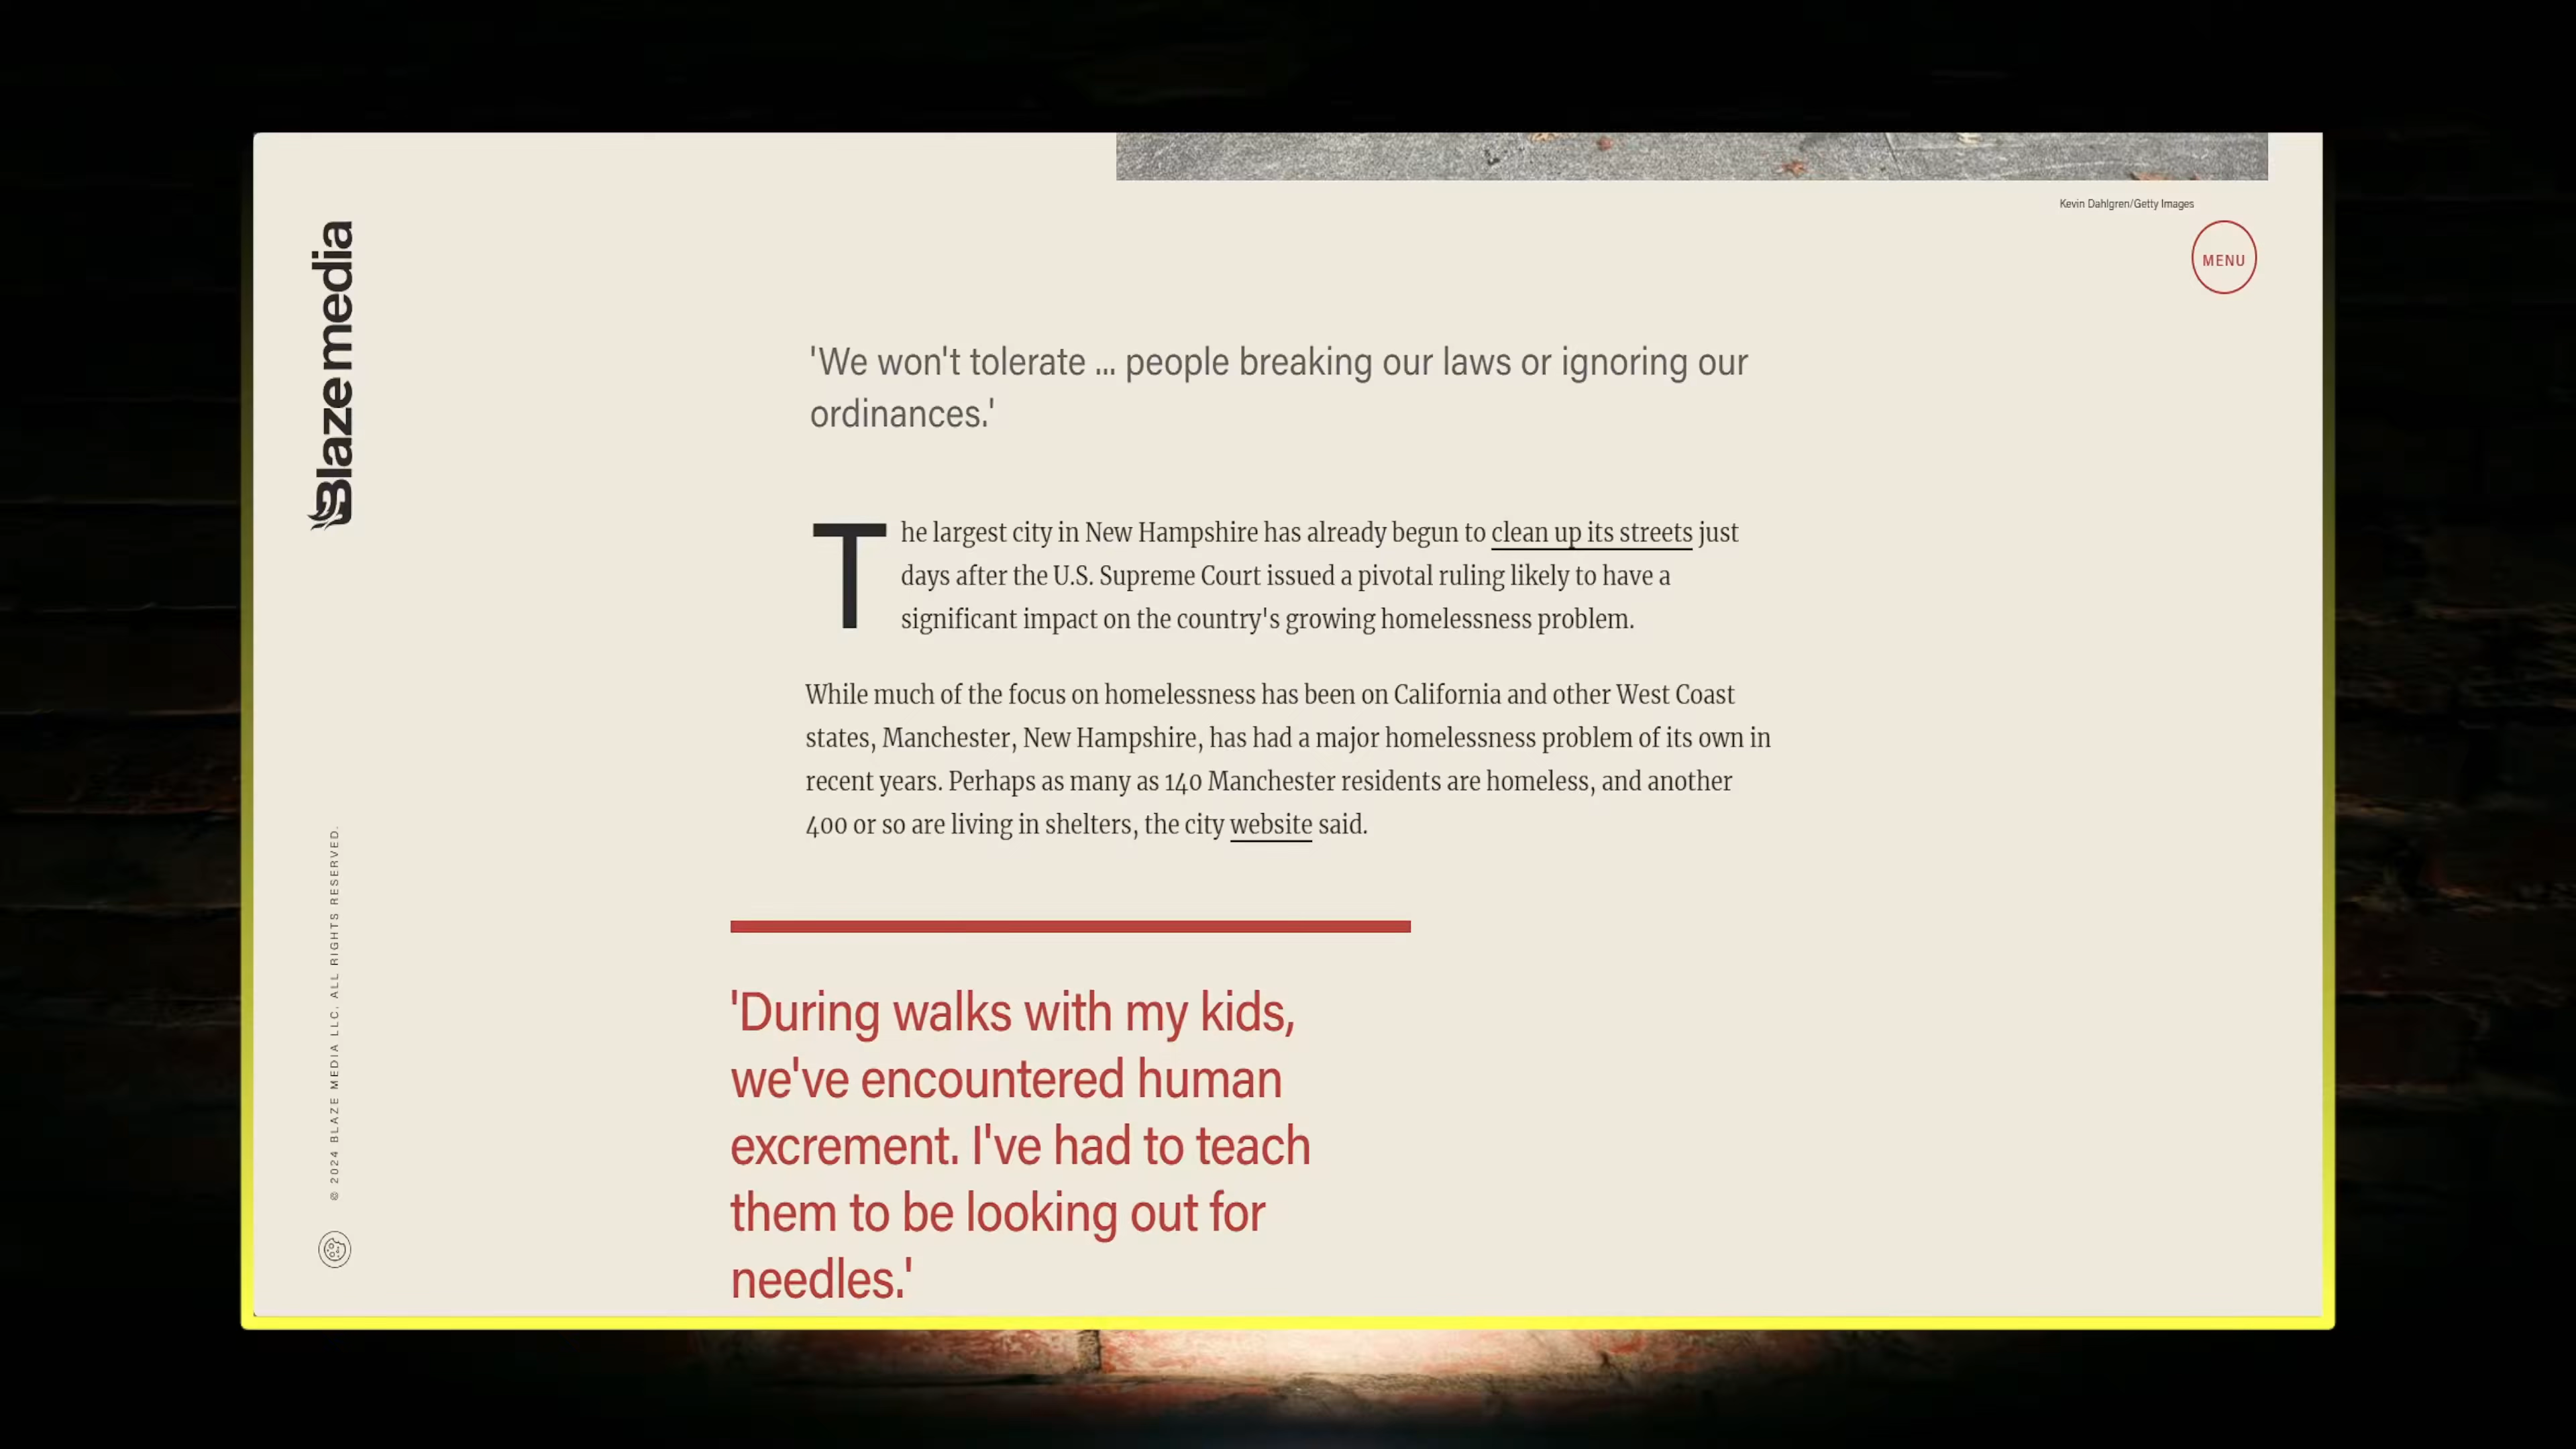 Kevin Dahlgren/Getty Images
MENU
Blaze media
'We won't tolerate ... people breaking our laws or ignoring our
ordinances.'
The largest city in New Hampshire has already begun to clean up its streets just
days after the U.S. Supreme Court issued a pivotal ruling likely to have a
significant impact on the country's growing homelessness problem.
While much of the focus on homelessness has been on California and other West Coast
states, Manchester, New Hampshire, has had a major homelessness problem of its own in
recent years. Perhaps as many as 140 Manchester residents are homeless, and another
400 or so are living in shelters, the city website said.
'During walks with my kids,
we've encountered human
excrement. I've had to teach
them to be looking out for
needles.'
© 2024 BLAZE MEDIA LLC. ALL RIGHTS RESERVED.